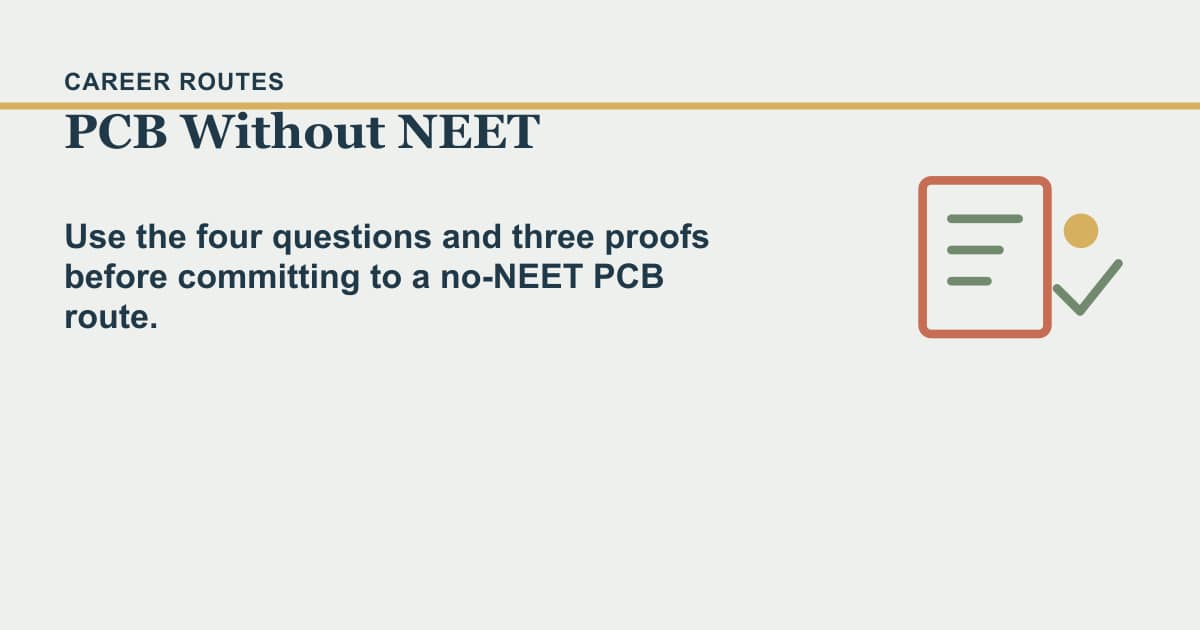 CAREER ROUTES
PCB Without NEET
Use the four questions and three proofs
before committing to a no-NEET PCB
route.